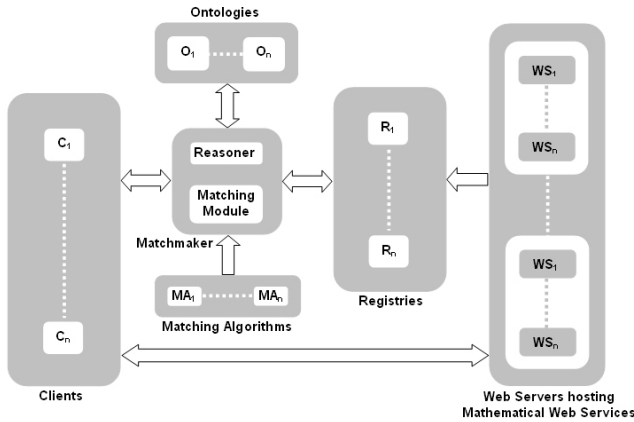 Ontologies
O1 On
C1
Cn
Clients
Reasoner
Matching
Module
Matchmaker
MA1 MAn
Matching Algorithms
R1
Rn
Registries
WS1
WSn
WS1
WSn
Web Servers hosting
Mathematical Web Services